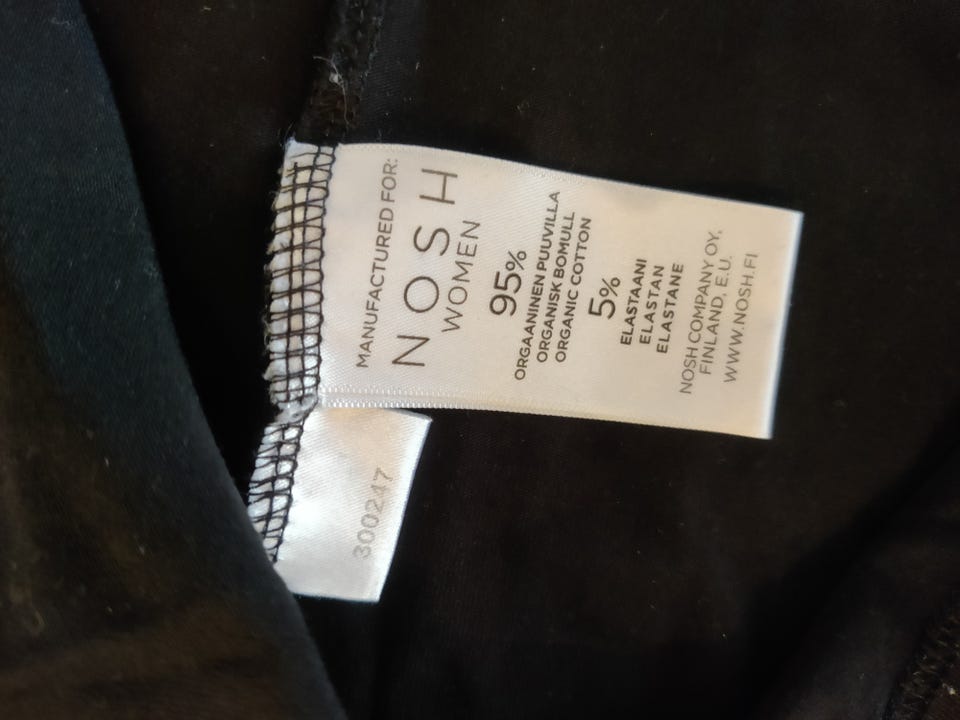 MANUFACTURED FOR:
NOSH
WOMEN
95%
ORGAANINEN PUUVILLA
ORGANISK BOMULL
ORGANIC COTTON
5%
ELASTAANI
ELASTAN
ELASTANE
NOSH COMPANY OY,
FINLAND, E.U.
WWW.NOSH.FI
300247